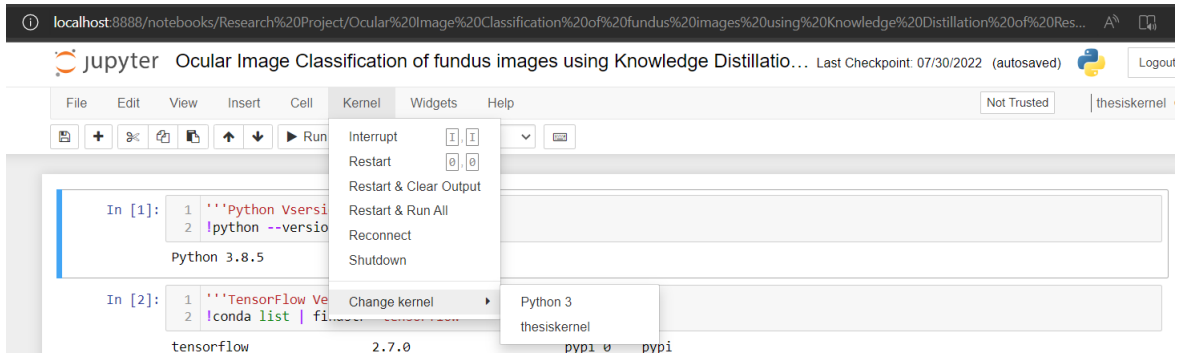 localhost:8888/notebooks/Research%20Project/Ocular%20Image%20Classification%20of%20fundus%20images%20using%20Knowledge%20Distillation%20of%20Res...
jupyter Ocular Image Classification of fundus images using Knowledge Distillatio... Last Checkpoint: 07/30/2022 (autosaved) Logout
File Edit View Insert Cell Kernel Widgets Help Not Trusted thesiskernel
Run
Interrupt I,I
Restart 0,0
Restart & Clear Output
Restart & Run All
Reconnect
Shutdown
Change kernel
Python 3
thesiskernel
In [1]: 1 '''Python Vsersi
2 !python --versio
Python 3.8.5
In [2]: 1 '''TensorFlow Ve
2 !conda list |
tensorflow 2.7.0 pypi_0 pypi